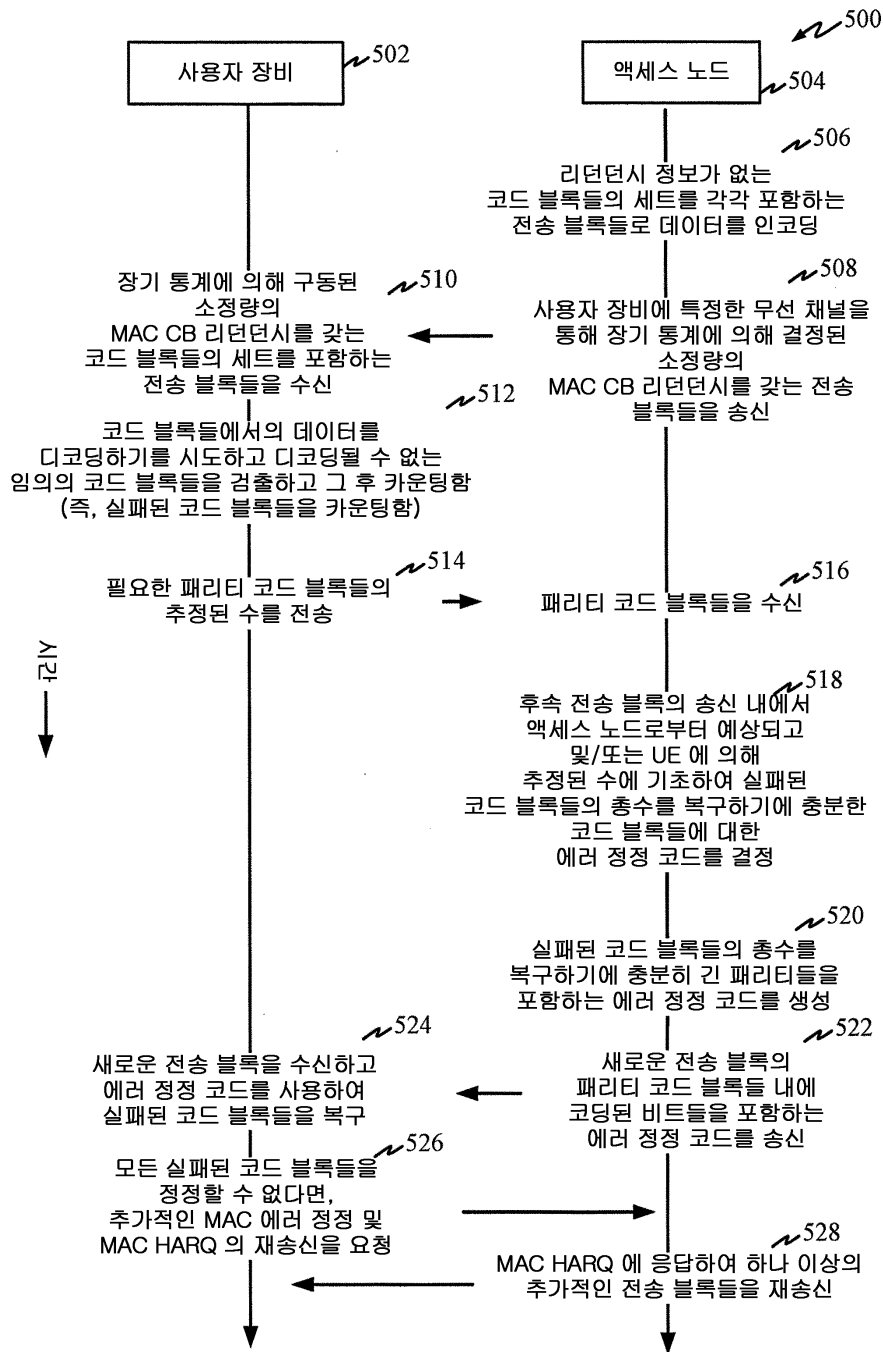 500
사용자 장비
502
액세스 노드
504
506
리던던시 정보가 없는
코드 블록들의 세트를 각각 포함하는
전송 블록들로 데이터를 인코딩
508
사용자 장비에 특정한 무선 채널을
통해 장기 통계에 의해 결정된
소정량의
MAC CB 리던던시를 갖는 전송
블록들을 송신
510
장기 통계에 의해 구동된
소정량의
MAC CB 리던던시를 갖는
코드 블록들의 세트를 포함하는
전송 블록들을 수신
512
코드 블록들에서의 데이터를
디코딩하기를 시도하고 디코딩될 수 없는
임의의 코드 블록들을 검출하고 그 후 카운팅함
(즉, 실패된 코드 블록들을 카운팅함)
514
필요한 패리티 코드 블록들의
추정된 수를 전송
516
패리티 코드 블록들을 수신
시간
518
후속 전송 블록의 송신 내에서
액세스 노드로부터 예상되고
및/또는 UE 에 의해
추정된 수에 기초하여 실패된
코드 블록들의 총수를 복구하기에 충분한
코드 블록들에 대한
에러 정정 코드를 결정
520
실패된 코드 블록들의 총수를
복구하기에 충분히 긴 패리티들을
포함하는 에러 정정 코드를 생성
522
새로운 전송 블록의
패리티 코드 블록들 내에
코딩된 비트들을 포함하는
에러 정정 코드를 송신
524
새로운 전송 블록을 수신하고
에러 정정 코드를 사용하여
실패된 코드 블록들을 복구
526
모든 실패된 코드 블록들을
정정할 수 없다면,
추가적인 MAC 에러 정정 및
MAC HARQ 의 재송신을 요청
528
MAC HARQ 에 응답하여 하나 이상의
추가적인 전송 블록들을 재송신